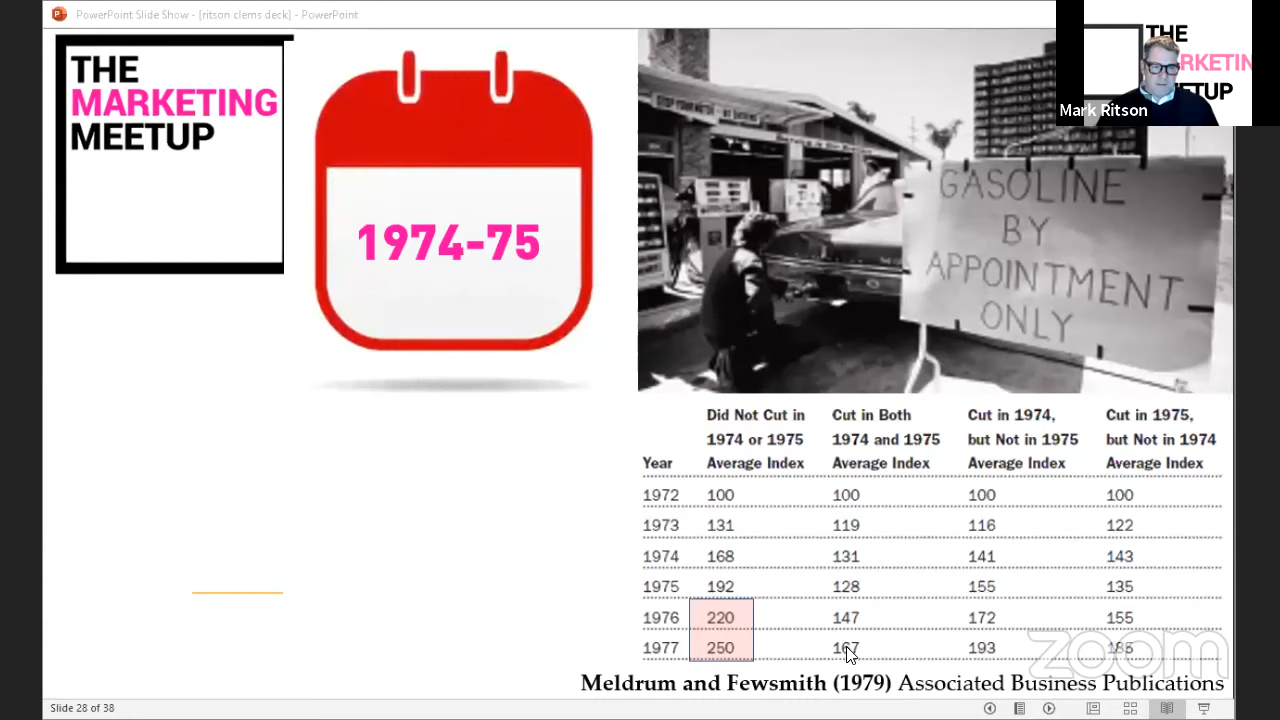 PowerPoint Slide Show - [ritson clems deck] - PowerPoint
THE
MARKETING
MEETUP
1974-75
GASOLINE
BY
APPOINTMENT
ONLY
THE
MEETUP
Mark Ritson
Did Not Cut in Cut in Both Cut in 1974, Cut in 1975,
1974 or 1975 1974 and 1975 but Not in 1975 but Not in 1974
Year Average Index Average Index Average Index Average Index
1972 100 100 100 100
1973 131 119 116 122
1974 168 131 141 143
1975 192 128 155 135
1976 220 147 172 155
1977 250 167 193
zoom
Meldrum and Fewsmith (1979) Associated Business Publications
Slide 28 of 38